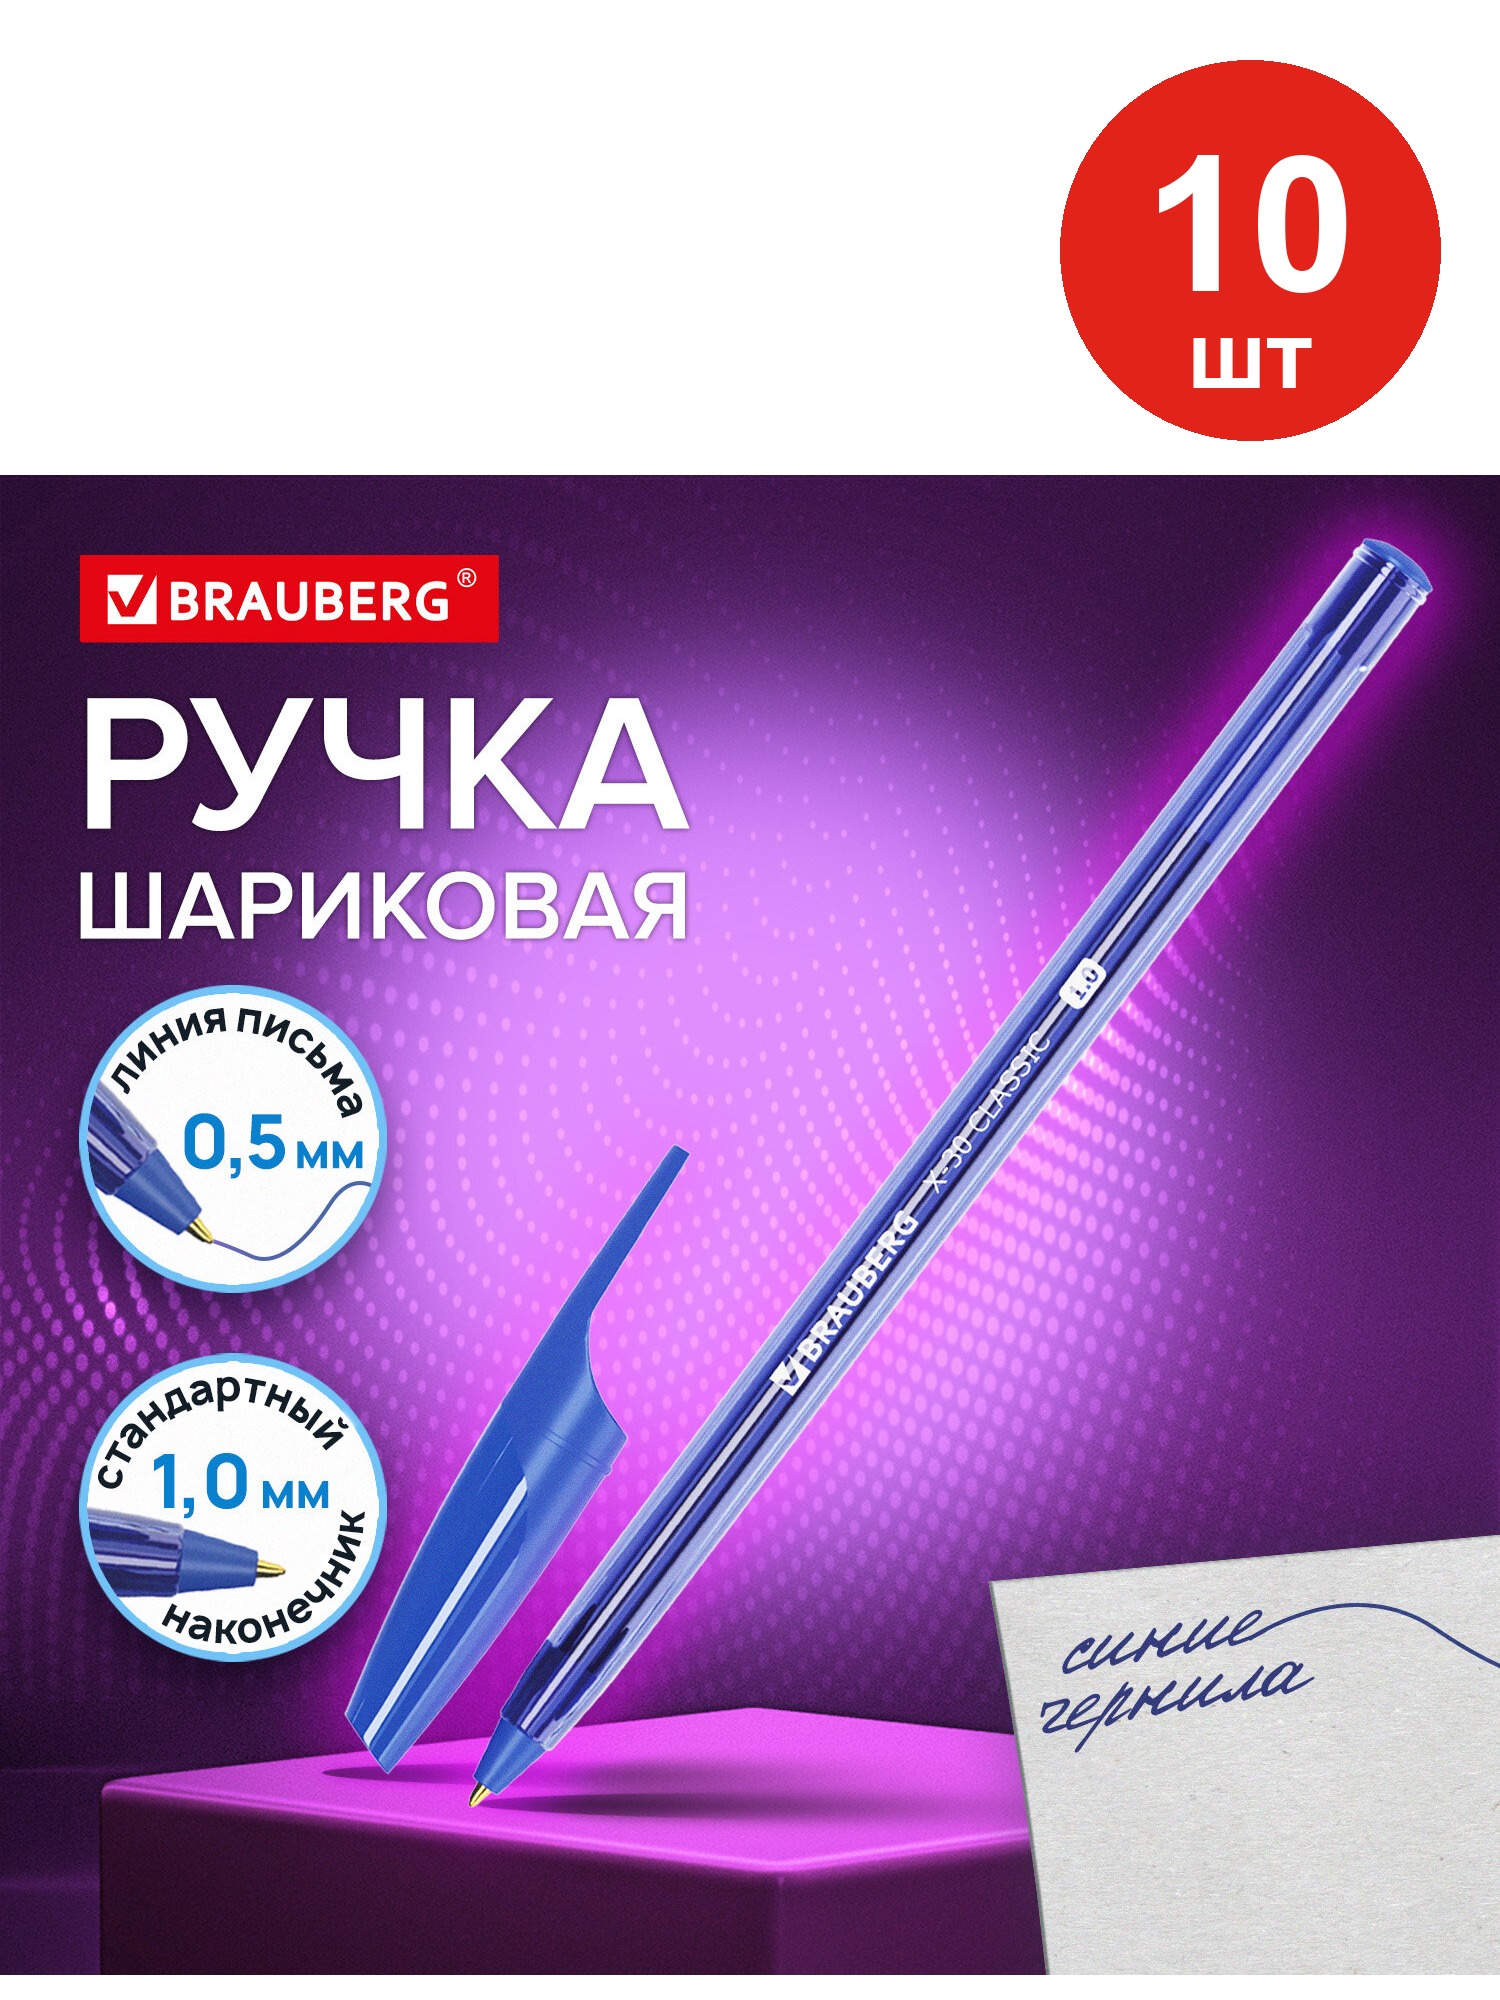 10
шт
BRAUBERG®
РУЧКА
ШАРИКОВАЯ
линия письма
0,5 мм
стандартный
1,0 мм
наконечник
BRAUBERG X-30 CLASSIC 1.0
синие
чернила